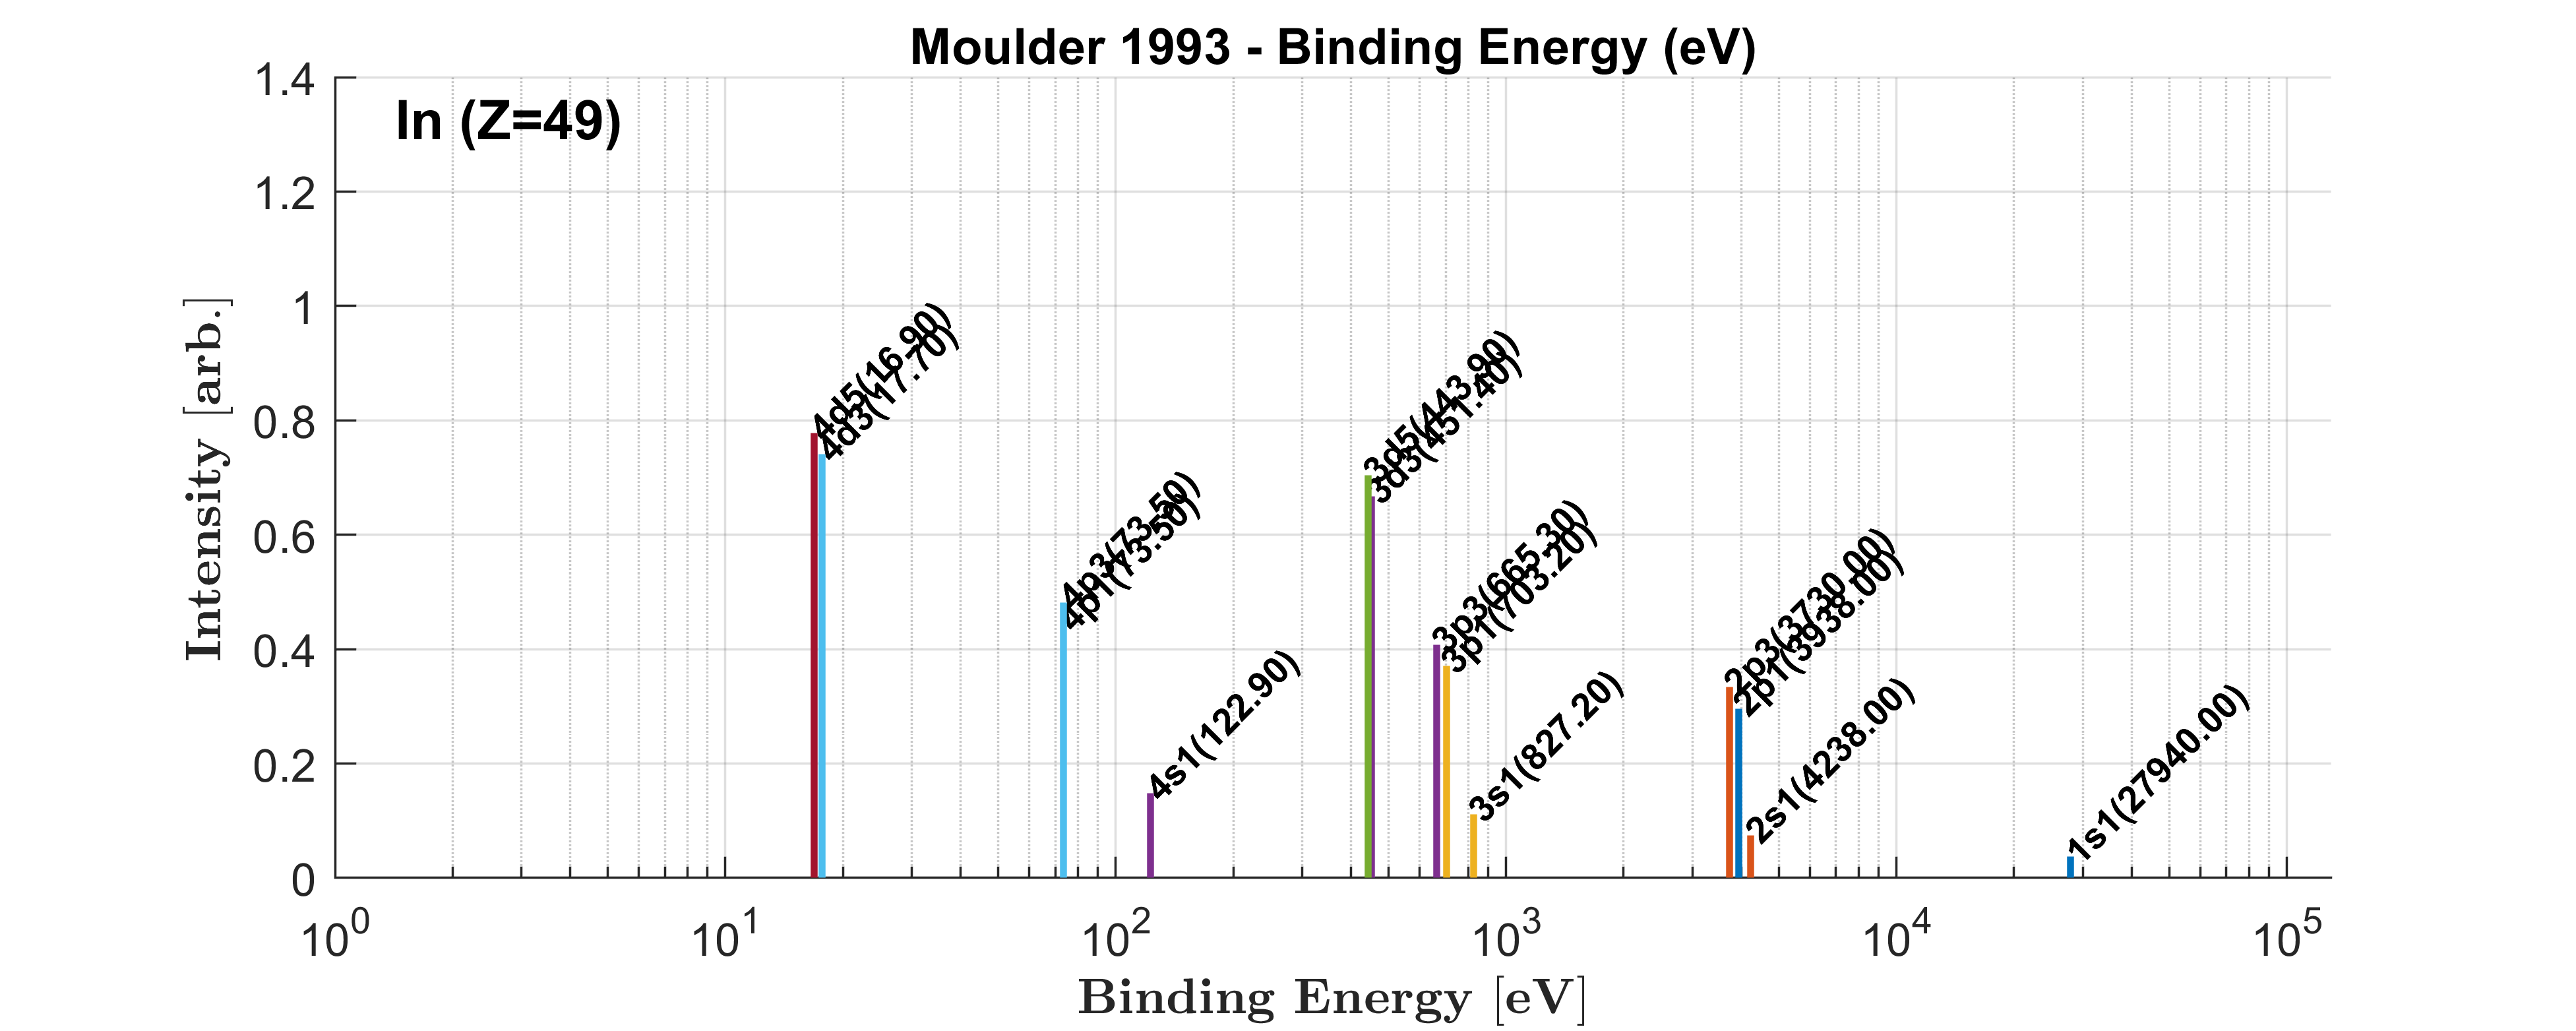 Moulder 1993 - Binding Energy (eV)
In (Z=49)
Intensity [arb.]
1.4
1.2
1
0.8
0.6
0.4
0.2
0
4d5(16.90)
4d3(17.70)
4p3(73.50)
4p1(73.50)
4s1(122.90)
3d5(443.90)
3d3(451.40)
3p3(665.30)
3p1(703.20)
3s1(827.20)
2p3(3730.00)
2p1(3938.00)
2s1(4238.00)
1s1(27940.00)
10^0 10^1 10^2 10^3 10^4 10^5
Binding Energy [eV]